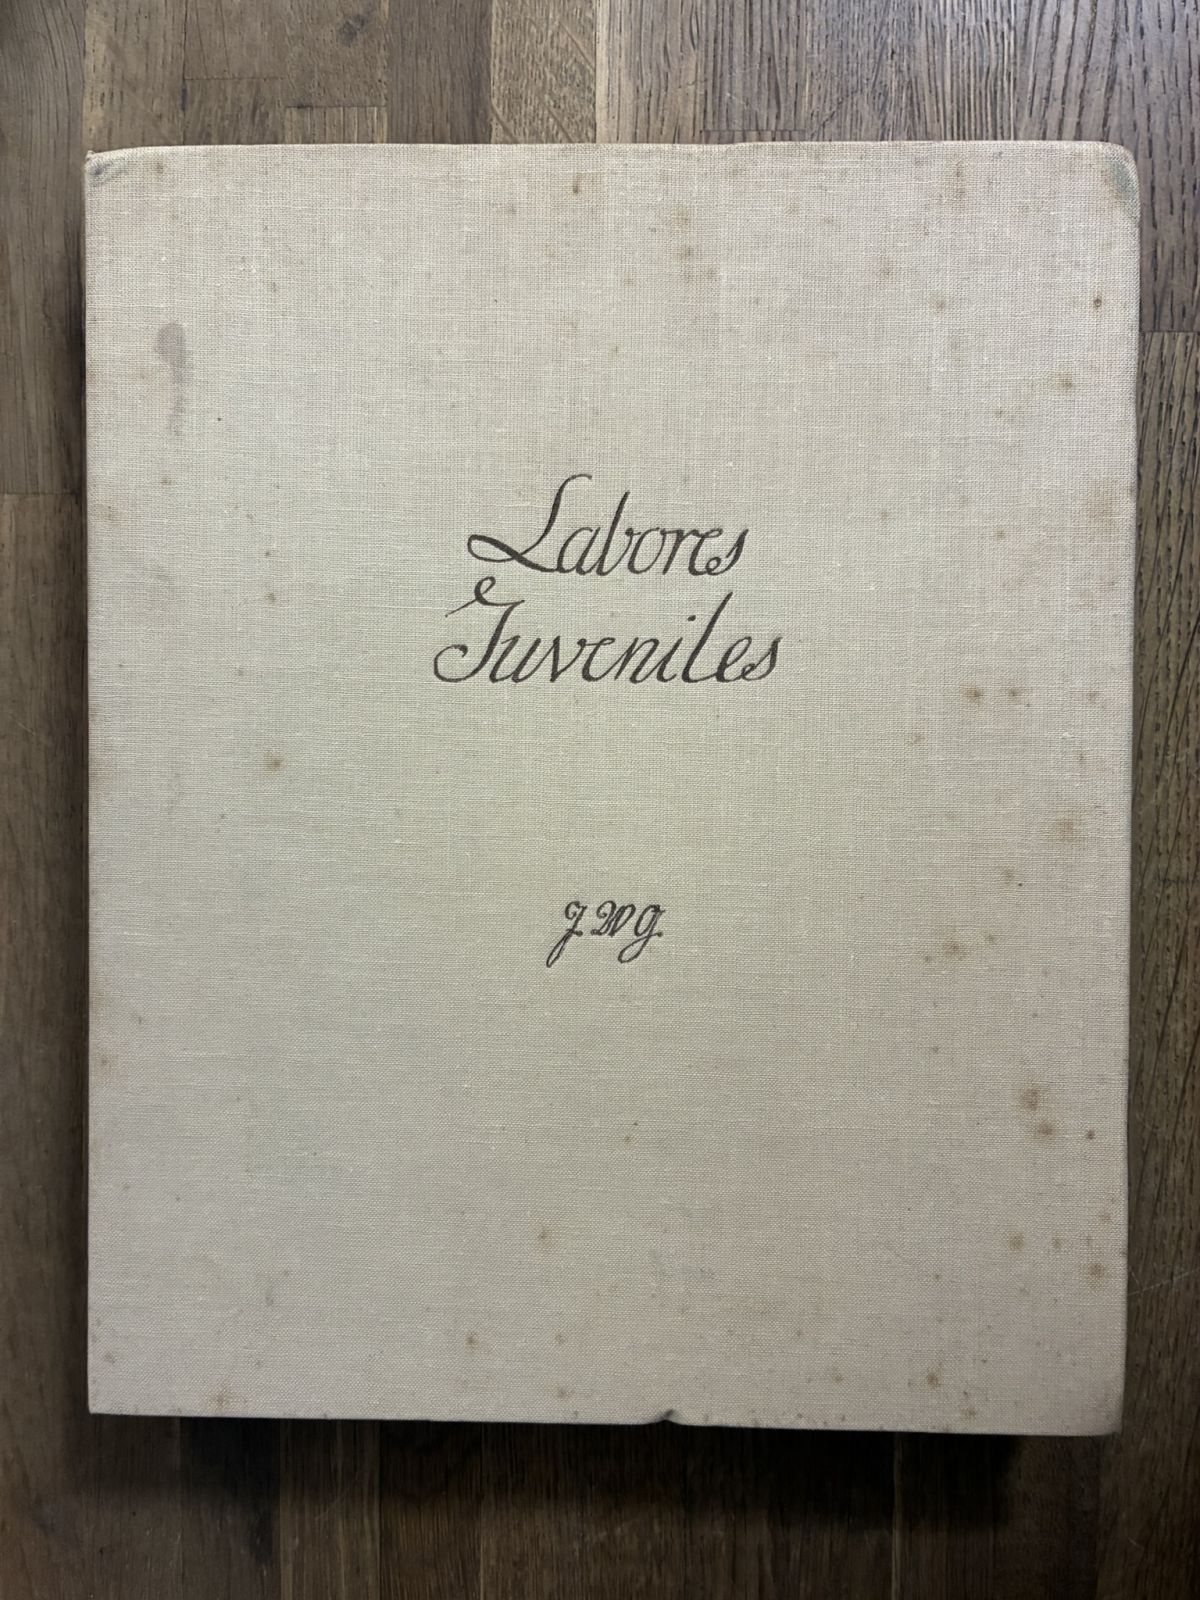 Labores
Juveniles
J. W. G.